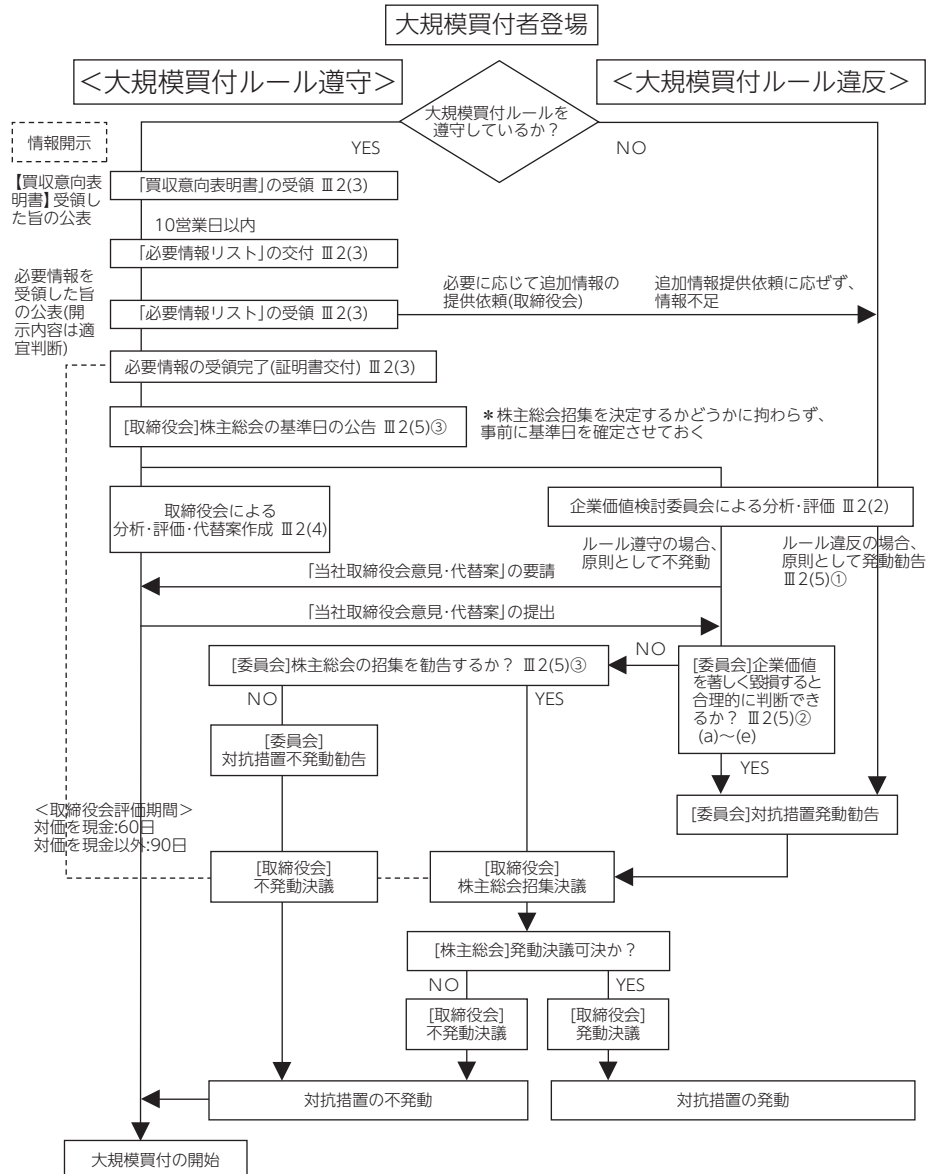 大規模買付者登場
＜大規模買付ルール遵守＞
＜大規模買付ルール違反＞
大規模買付ルールを
遵守しているか？
情報開示
YES
NO
【買収意向表
明書】受領し
た旨の公表
「買収意向表明書」の受領 Ⅲ2(3)
10営業日以内
「必要情報リスト」の交付 Ⅲ2(3)
必要情報を
受領した旨
の公表(開
示内容は適
宜判断)
必要に応じて追加情報の
提供依頼(取締役会)
追加情報提供依頼に応ぜず、
情報不足
「必要情報リスト」の受領 Ⅲ2(3)
必要情報の受領完了(証明書交付) Ⅲ2(3)
[取締役会]株主総会の基準日の公告 Ⅲ2(5)③
＊株主総会招集を決定するかどうかに拘わらず、
事前に基準日を確定させておく
取締役会による
分析・評価・代替案作成 Ⅲ2(4)
企業価値検討委員会による分析・評価 Ⅲ2(2)
ルール遵守の場合、
原則として不発動
ルール違反の場合、
原則として発動勧告
Ⅲ2(5)①
「当社取締役会意見・代替案」の要請
「当社取締役会意見・代替案」の提出
[委員会]株主総会の招集を勧告するか？ Ⅲ2(5)③
NO
[委員会]企業価値
を著しく毀損すると
合理的に判断でき
るか？ Ⅲ2(5)②
(a)～(e)
NO
YES
[委員会]
対抗措置不発動勧告
YES
＜取締役会評価期間＞
対価を現金:60日
対価を現金以外:90日
[委員会]対抗措置発動勧告
[取締役会]
不発動決議
[取締役会]
株主総会招集決議
[株主総会]発動決議可決か？
NO
YES
[取締役会]
不発動決議
[取締役会]
発動決議
対抗措置の不発動
対抗措置の発動
大規模買付の開始